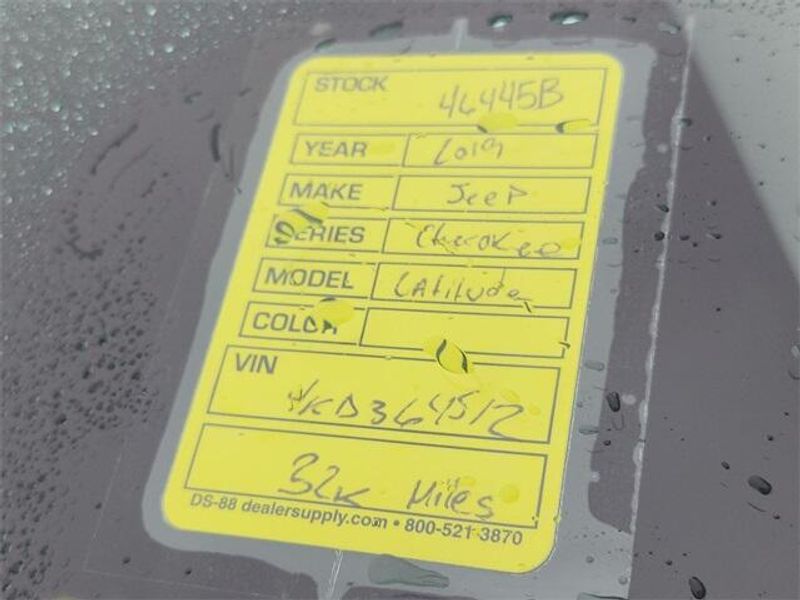 STOCK 46445B
YEAR 2019
MAKE Jeep
SERIES Cherokee
MODEL Latitude
COLOR
VIN
KD364512
32K Miles
DS-88 dealersupply.com • 800-521-3870